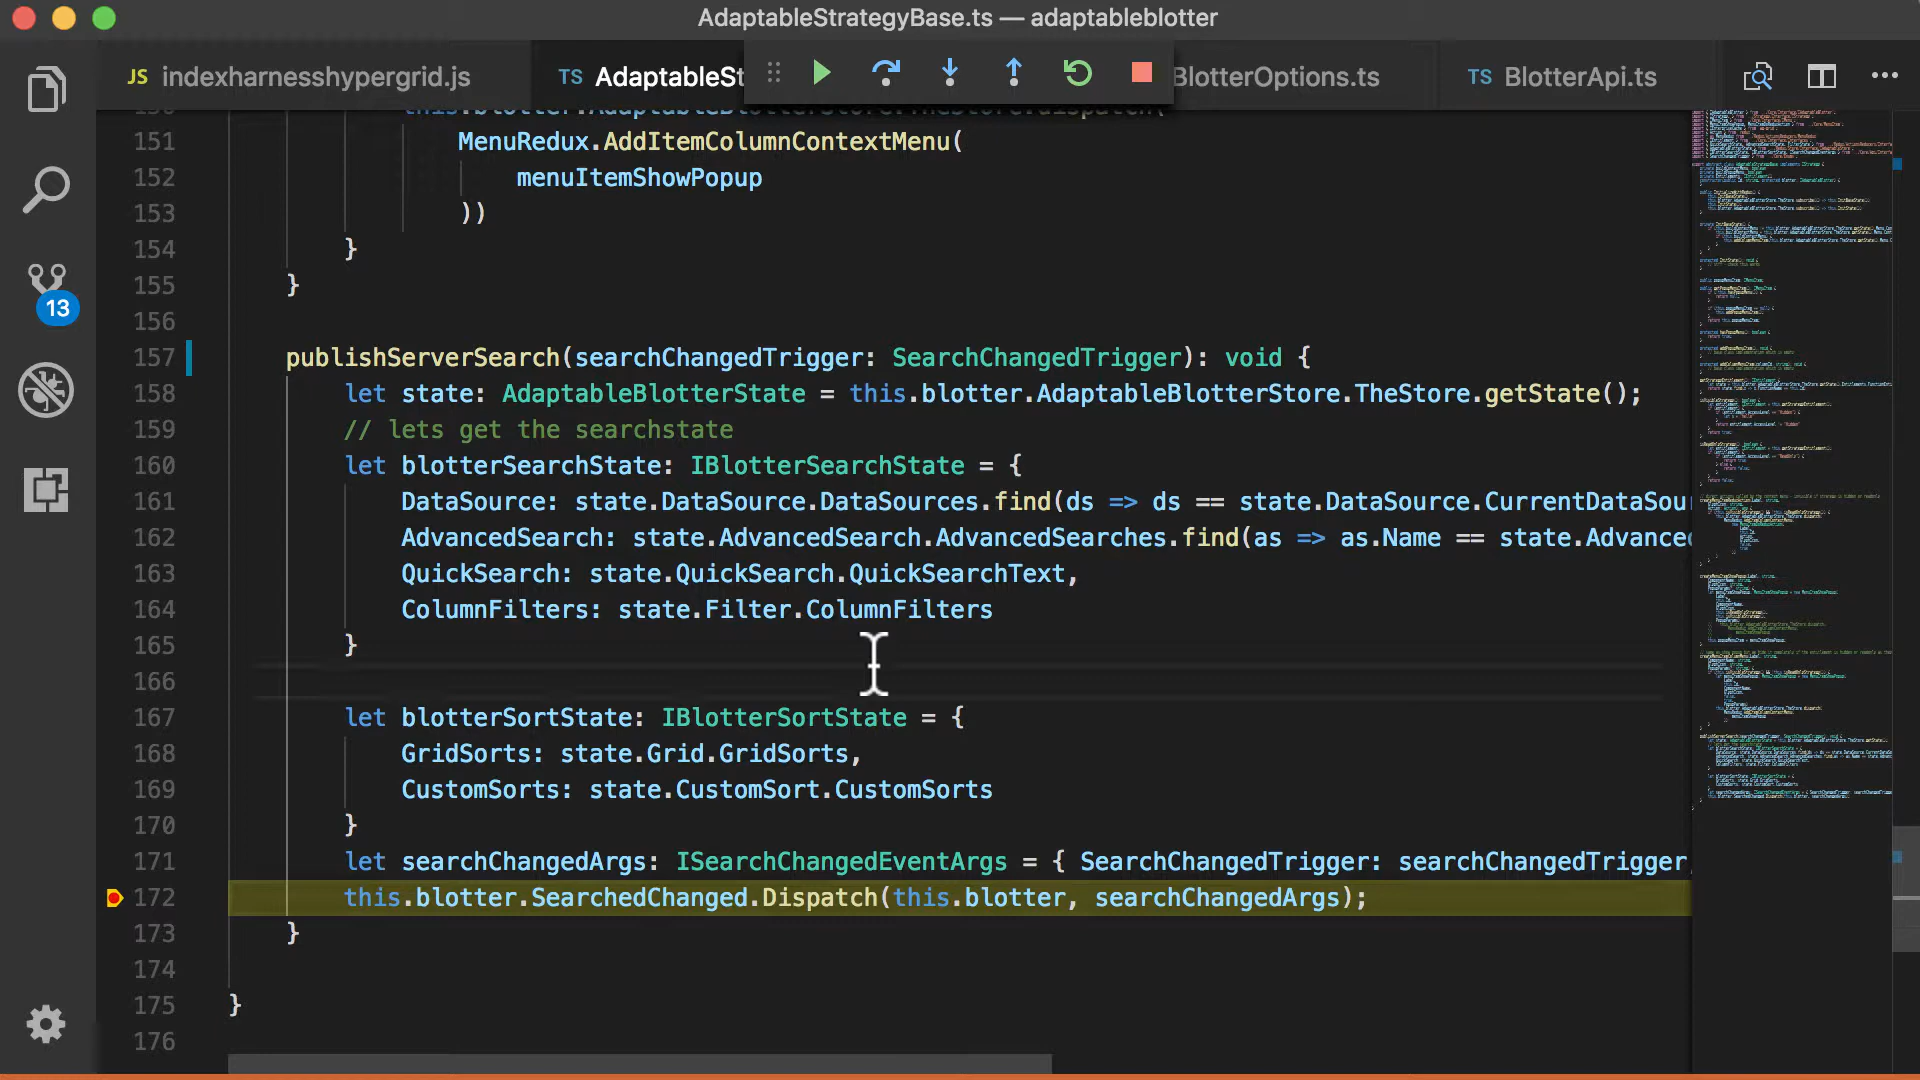 AdaptableStrategyBase.ts — adaptableblotter
JS indexharnesshypergrid.js
TS AdaptableSt
BlotterOptions.ts
TS BlotterApi.ts
13
151 MenuRedux.AddItemColumnContextMenu(
152 menuItemShowPopup
153 ))
154 }
155 }
156
157 publishServerSearch(searchChangedTrigger: SearchChangedTrigger): void {
158 let state: AdaptableBlotterState = this.blotter.AdaptableBlotterStore.TheStore.getState();
159 // lets get the searchstate
160 let blotterSearchState: IBlotterSearchState = {
161 DataSource: state.DataSource.DataSources.find(ds => ds == state.DataSource.CurrentDataSou
162 AdvancedSearch: state.AdvancedSearch.AdvancedSearches.find(as => as.Name == state.Advanced
163 QuickSearch: state.QuickSearch.QuickSearchText,
164 ColumnFilters: state.Filter.ColumnFilters
165 }
166
167 let blotterSortState: IBlotterSortState = {
168 GridSorts: state.Grid.GridSorts,
169 CustomSorts: state.CustomSort.CustomSorts
170 }
171 let searchChangedArgs: ISearchChangedEventArgs = { SearchChangedTrigger: searchChangedTrigger,
172 this.blotter.SearchedChanged.Dispatch(this.blotter, searchChangedArgs);
173 }
174
175 }
176